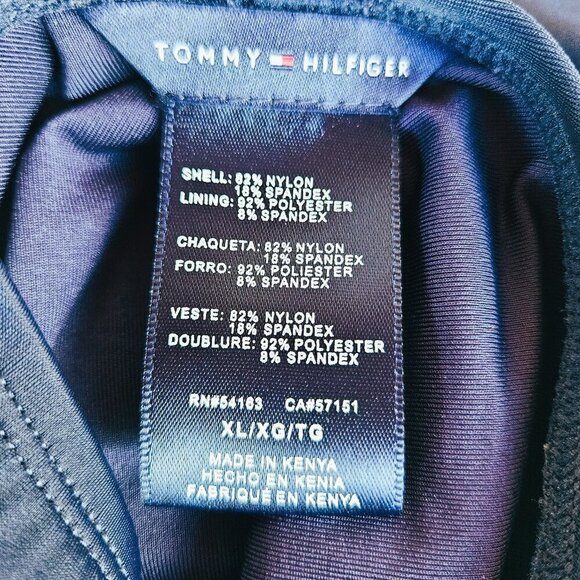 TOMMY HILFIGER
SHELL: 82% NYLON
18% SPANDEX
LINING: 92% POLYESTER
8% SPANDEX
CHAQUETA: 82% NYLON
18% SPANDEX
FORRO: 92% POLIESTER
8% SPANDEX
VESTE: 82% NYLON
18% SPANDEX
DOUBLURE: 92% POLYESTER
8% SPANDEX
RN#54163 CA#57151
XL/XG/TG
MADE IN KENYA
HECHO EN KENIA
FABRIQUÉ EN KENYA